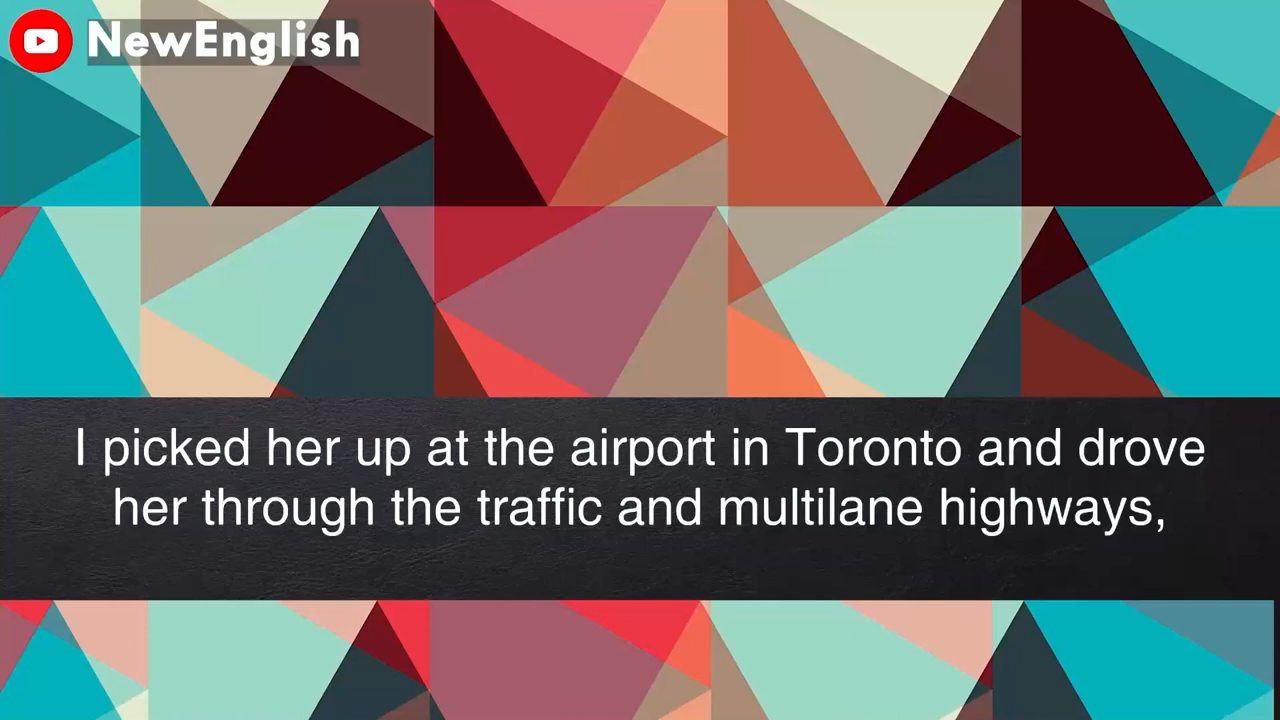 NewEnglish
I picked her up at the airport in Toronto and drove
her through the traffic and multilane highways,